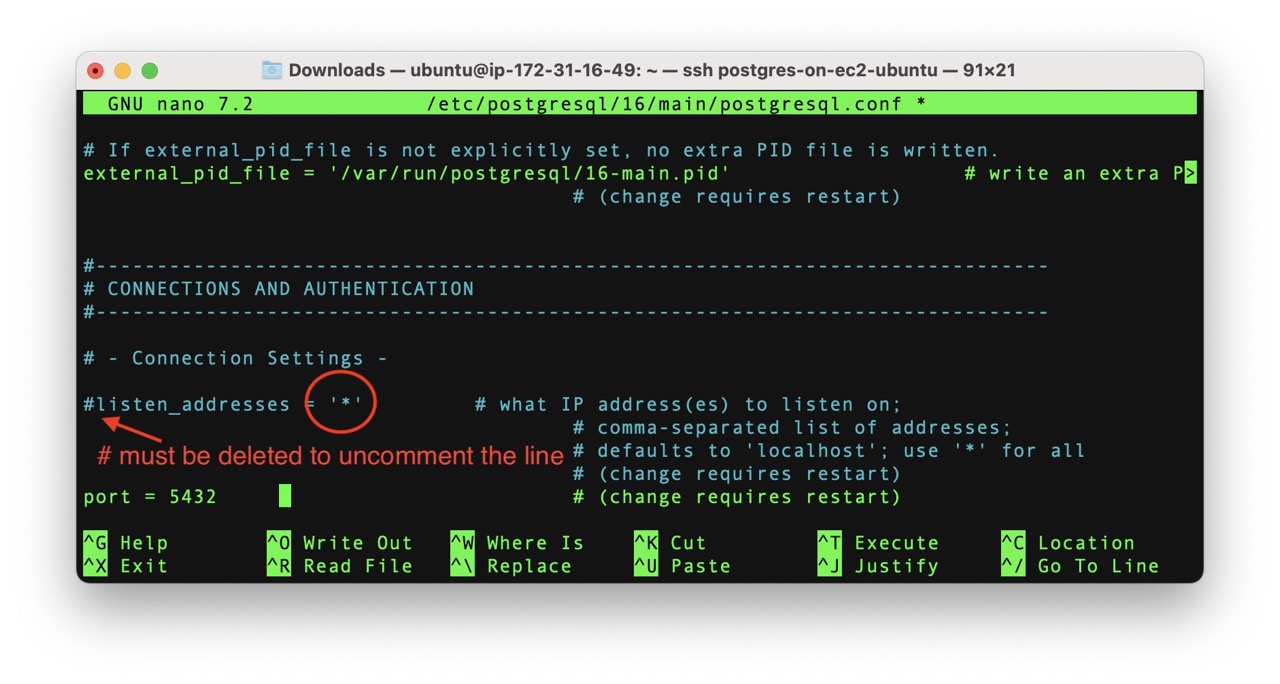 Downloads — ubuntu@ip-172-31-16-49: ~ — ssh postgres-on-ec2-ubuntu — 91×21
GNU nano 7.2 /etc/postgresql/16/main/postgresql.conf *
# If external_pid_file is not explicitly set, no extra PID file is written.
external_pid_file = '/var/run/postgresql/16-main.pid' # write an extra P>
# (change requires restart)
#------------------------------------------------------------------------------
# CONNECTIONS AND AUTHENTICATION
#------------------------------------------------------------------------------
# - Connection Settings -
#listen_addresses = '*' # what IP address(es) to listen on;
# comma-separated list of addresses;
# must be deleted to uncomment the line # defaults to 'localhost'; use '*' for all
# (change requires restart)
port = 5432 # (change requires restart)
^G Help ^O Write Out ^W Where Is ^K Cut ^T Execute ^C Location
^X Exit ^R Read File ^\ Replace ^U Paste ^J Justify ^/ Go To Line